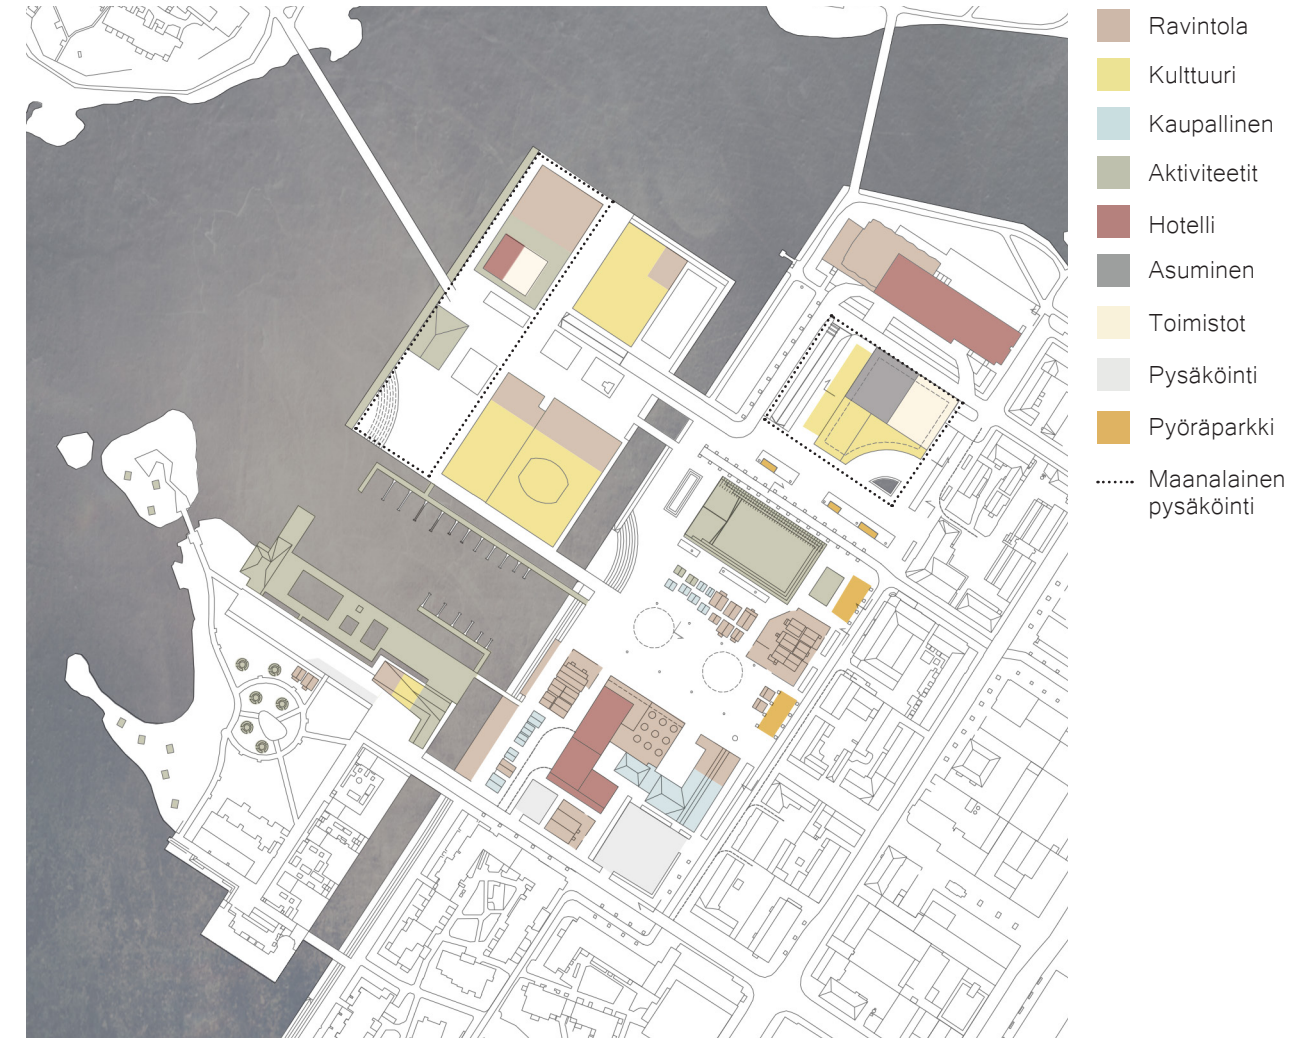 Ravintola
Kulttuuri
Kaupallinen
Aktiviteetit
Hotelli
Asuminen
Toimistot
Pysäköinti
Pyöräparkki
Maanalainen
pysäköinti